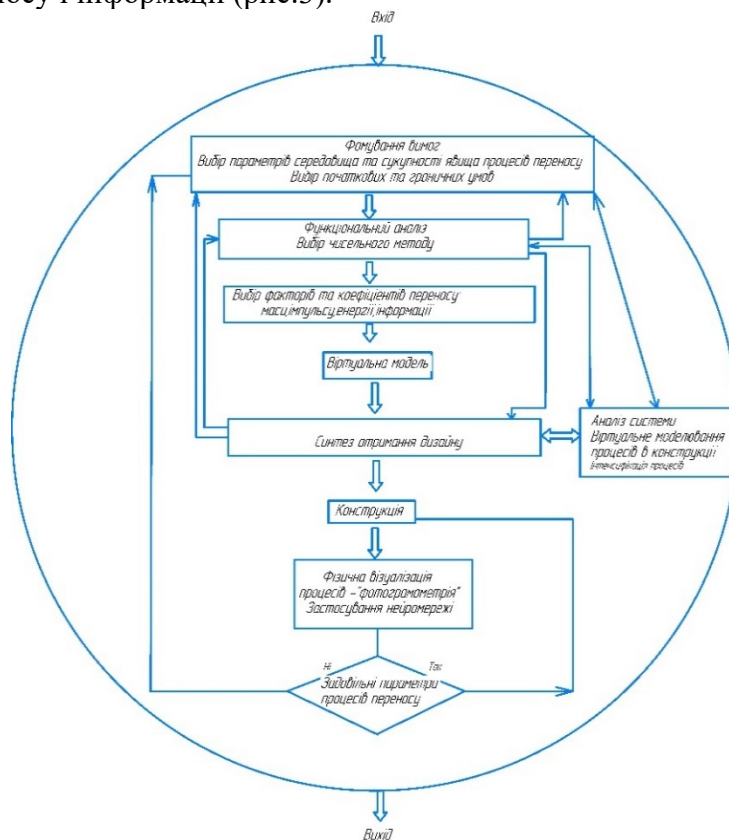 осу і інформації (рис.3).
Вхід
Фомування вимог
Вибір параметрів середавища та сукупності явища процесів переносу
Вибір початкових та граничних умов
Функціональний аналіз
Вибір чисельного методу
Вибір факторів та коефіцієнтів переносу
маси,імпульсу,енергії,інформації
Віртуальна модель
Синтез отримання дизайну
Аналіз системи
Віртуальне моделювання
процесів в конструкції
Інтенсифікація процесів
Конструкція
Фізична візуалізація
процесів -"фотограмометрія"
Застосування нейромережі
Ні
Так
Задовільні параметри
процесів переносу
Вихід